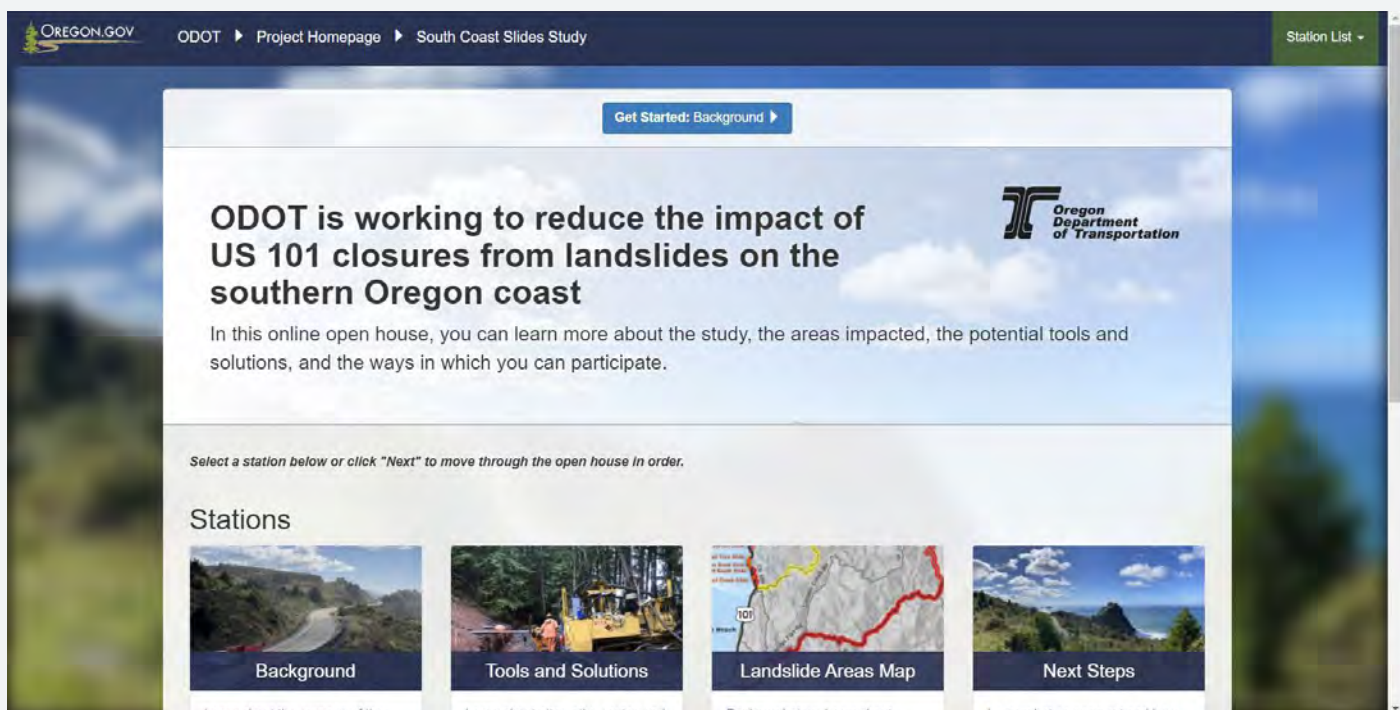 OREGON.GOV
ODOT
Project Homepage
South Coast Slides Study
Station List
Get Started: Background
ODOT is working to reduce the impact of
US 101 closures from landslides on the
southern Oregon coast
Oregon
Department
of Transportation
In this online open house, you can learn more about the study, the areas impacted, the potential tools and
solutions, and the ways in which you can participate.
Select a station below or click "Next" to move through the open house in order.
Stations
101
Background
Tools and Solutions
Landslide Areas Map
Next Steps